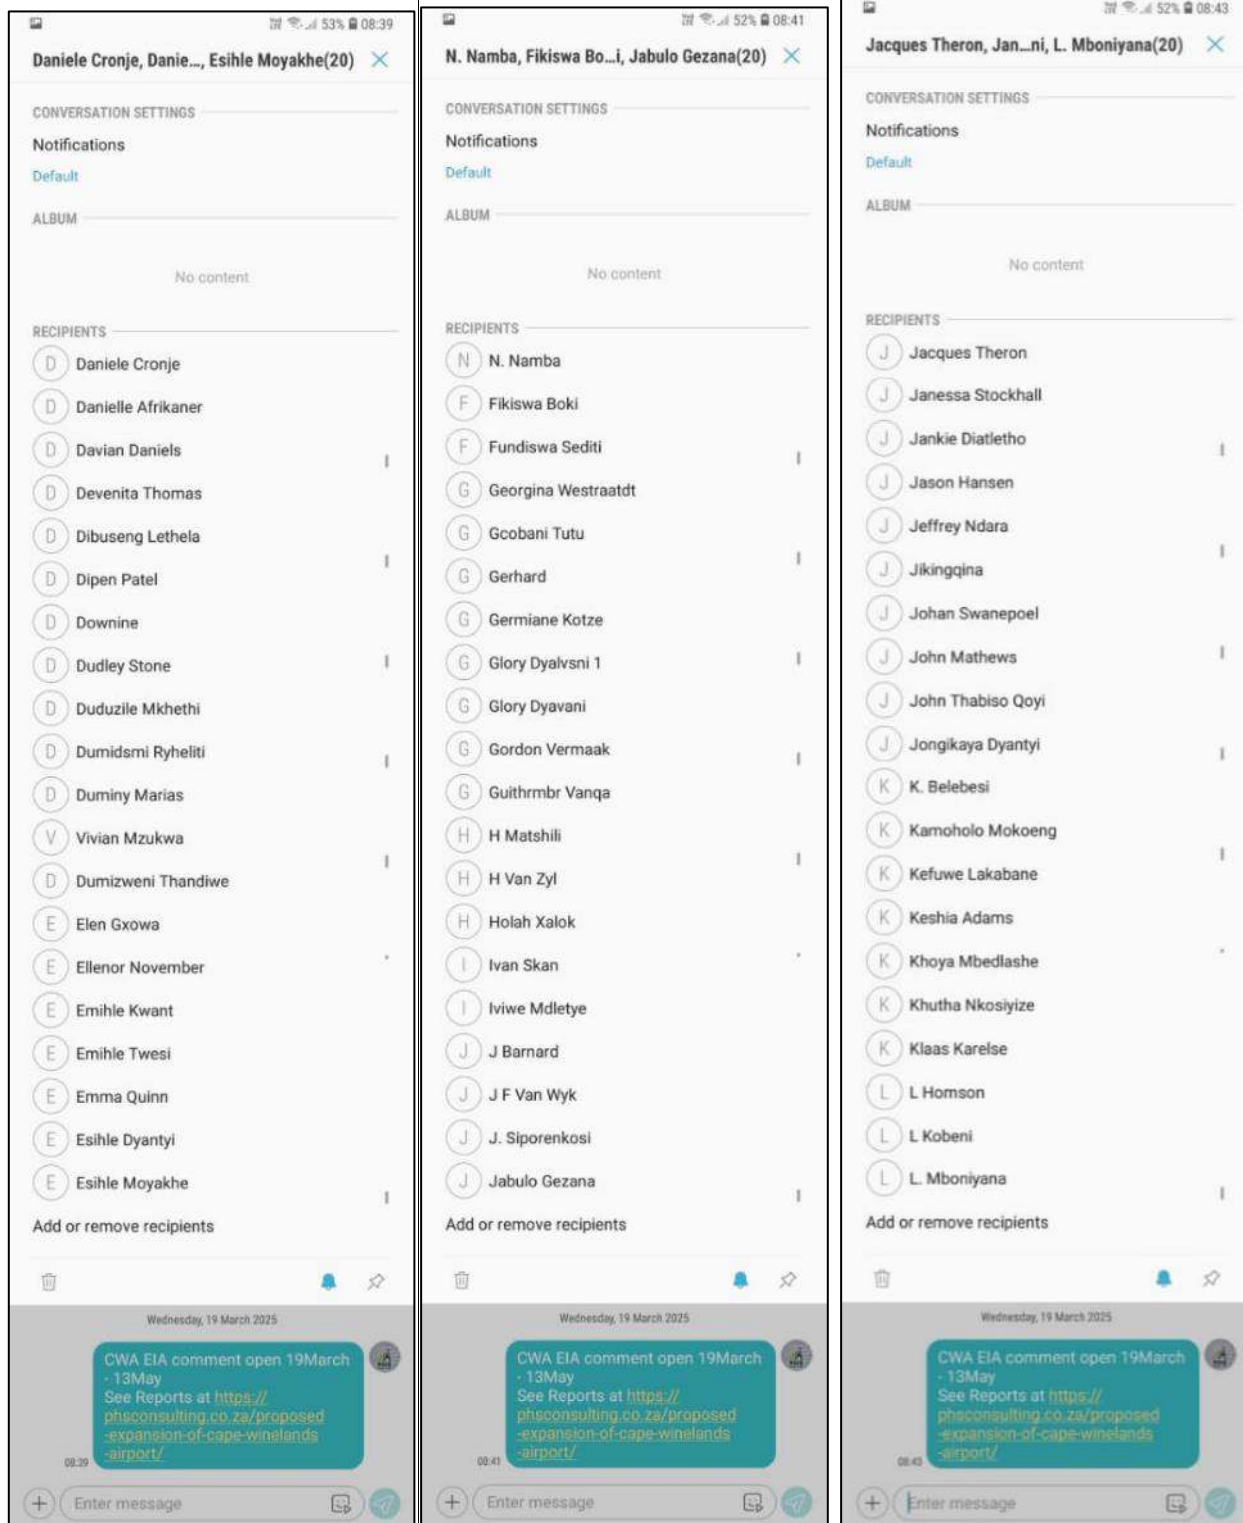 53% 08:39
Daniele Cronje, Danie..., Esihle Moyakhe(20)
CONVERSATION SETTINGS
Notifications
Default
ALBUM
No content
RECIPIENTS
D Daniele Cronje
D Danielle Afrikaner
D Davian Daniels
D Devenita Thomas
D Dibuseng Lethela
D Dipen Patel
D Downine
D Dudley Stone
D Duduzile Mkhethi
D Dumidsmi Ryheliti
D Duminy Marias
V Vivian Mzukwa
D Dumizweni Thandiwe
E Elen Gxowa
E Ellenor November
E Emihle Kwant
E Emihle Twesi
E Emma Quinn
E Esihle Dyantyi
E Esihle Moyakhe
Add or remove recipients
Wednesday, 19 March 2025
CWA EIA comment open 19March
- 13May
See Reports at https://
phsconsulting.co.za/proposed
-expansion-of-cape-winelands
-airport/
08:39
Enter message
52% 08:41
N. Namba, Fikiswa Bo...i, Jabulo Gezana(20)
CONVERSATION SETTINGS
Notifications
Default
ALBUM
No content
RECIPIENTS
N N. Namba
F Fikiswa Boki
F Fundiswa Sediti
G Georgina Westraatdt
G Gcobani Tutu
G Gerhard
G Germiane Kotze
G Glory Dyalvsni 1
G Glory Dyavani
G Gordon Vermaak
G Guithrmbr Vanqa
H H Matshili
H H Van Zyl
H Holah Xalok
I Ivan Skan
I Iviwe Mdletye
J J Barnard
J J F Van Wyk
J J. Siporenkosi
J Jabulo Gezana
Add or remove recipients
Wednesday, 19 March 2025
CWA EIA comment open 19March
- 13May
See Reports at https://
phsconsulting.co.za/proposed
-expansion-of-cape-winelands
-airport/
08:41
Enter message
52% 08:43
Jacques Theron, Jan...ni, L. Mboniyana(20)
CONVERSATION SETTINGS
Notifications
Default
ALBUM
No content
RECIPIENTS
J Jacques Theron
J Janessa Stockhall
J Jankie Diatletho
J Jason Hansen
J Jeffrey Ndara
J Jikingqina
J Johan Swanepoel
J John Mathews
J John Thabiso Qoyi
J Jongikaya Dyantyi
K K. Belebesi
K Kamoholo Mokoeng
K Kefuwe Lakabane
K Keshia Adams
K Khoya Mbedlashe
K Khutha Nkosiyize
K Klaas Karelse
L L Homson
L L Kobeni
L L. Mboniyana
Add or remove recipients
Wednesday, 19 March 2025
CWA EIA comment open 19March
- 13May
See Reports at https://
phsconsulting.co.za/proposed
-expansion-of-cape-winelands
-airport/
08:43
Enter message